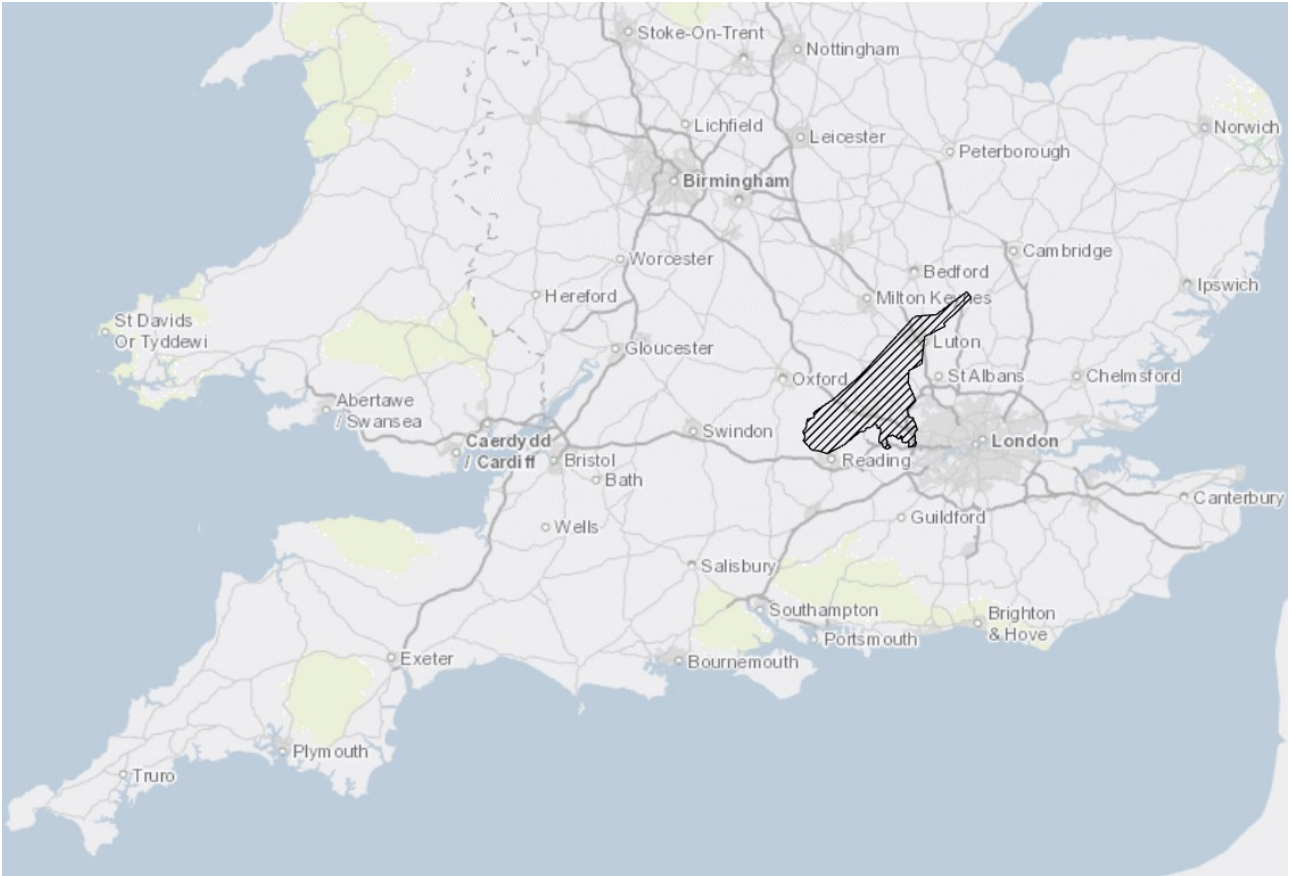 Stoke-On-Trent
Nottingham
Lichfield
Leicester
Norwich
Peterborough
Birmingham
Worcester
Cambridge
Bedford
Hereford
Milton Keynes
Ipswich
St Davids
Or Tyddewi
Gloucester
Luton
Oxford
St Albans
Chelmsford
Abertawe
/ Swansea
Swindon
London
Caerdydd
/ Cardiff
Bristol
Reading
Bath
Canterbury
Wells
Guildford
Salisbury
Southampton
Brighton
& Hove
Portsmouth
Exeter
Bournemouth
Plymouth
Truro